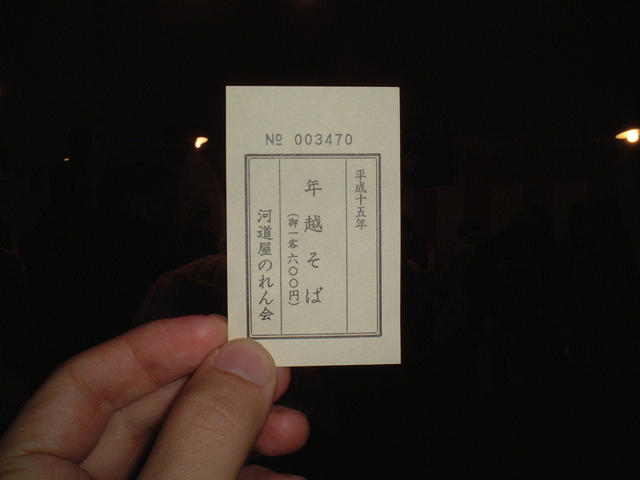 № 003470
平成十五年
年越そば
(御一客六〇〇円)
河道屋のれん会